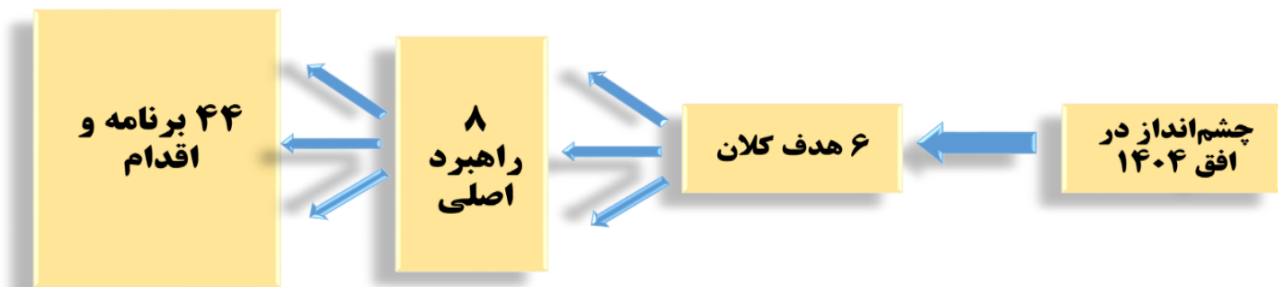 چشم‌انداز در
افق ۱۴۰۴
۶ هدف کلان
۸
راهبرد
اصلی
۴۴ برنامه و
اقدام